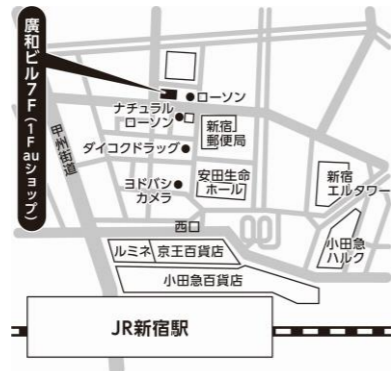 廣和ビル7F(1F auショップ)
ローソン
ナチュラル
ローソン
新宿
郵便局
甲州街道
ダイコクドラッグ
ヨドバシ
カメラ
安田生命
ホール
新宿
エルタワー
西口
小田急
ハルク
ルミネ
京王百貨店
小田急百貨店
JR新宿駅